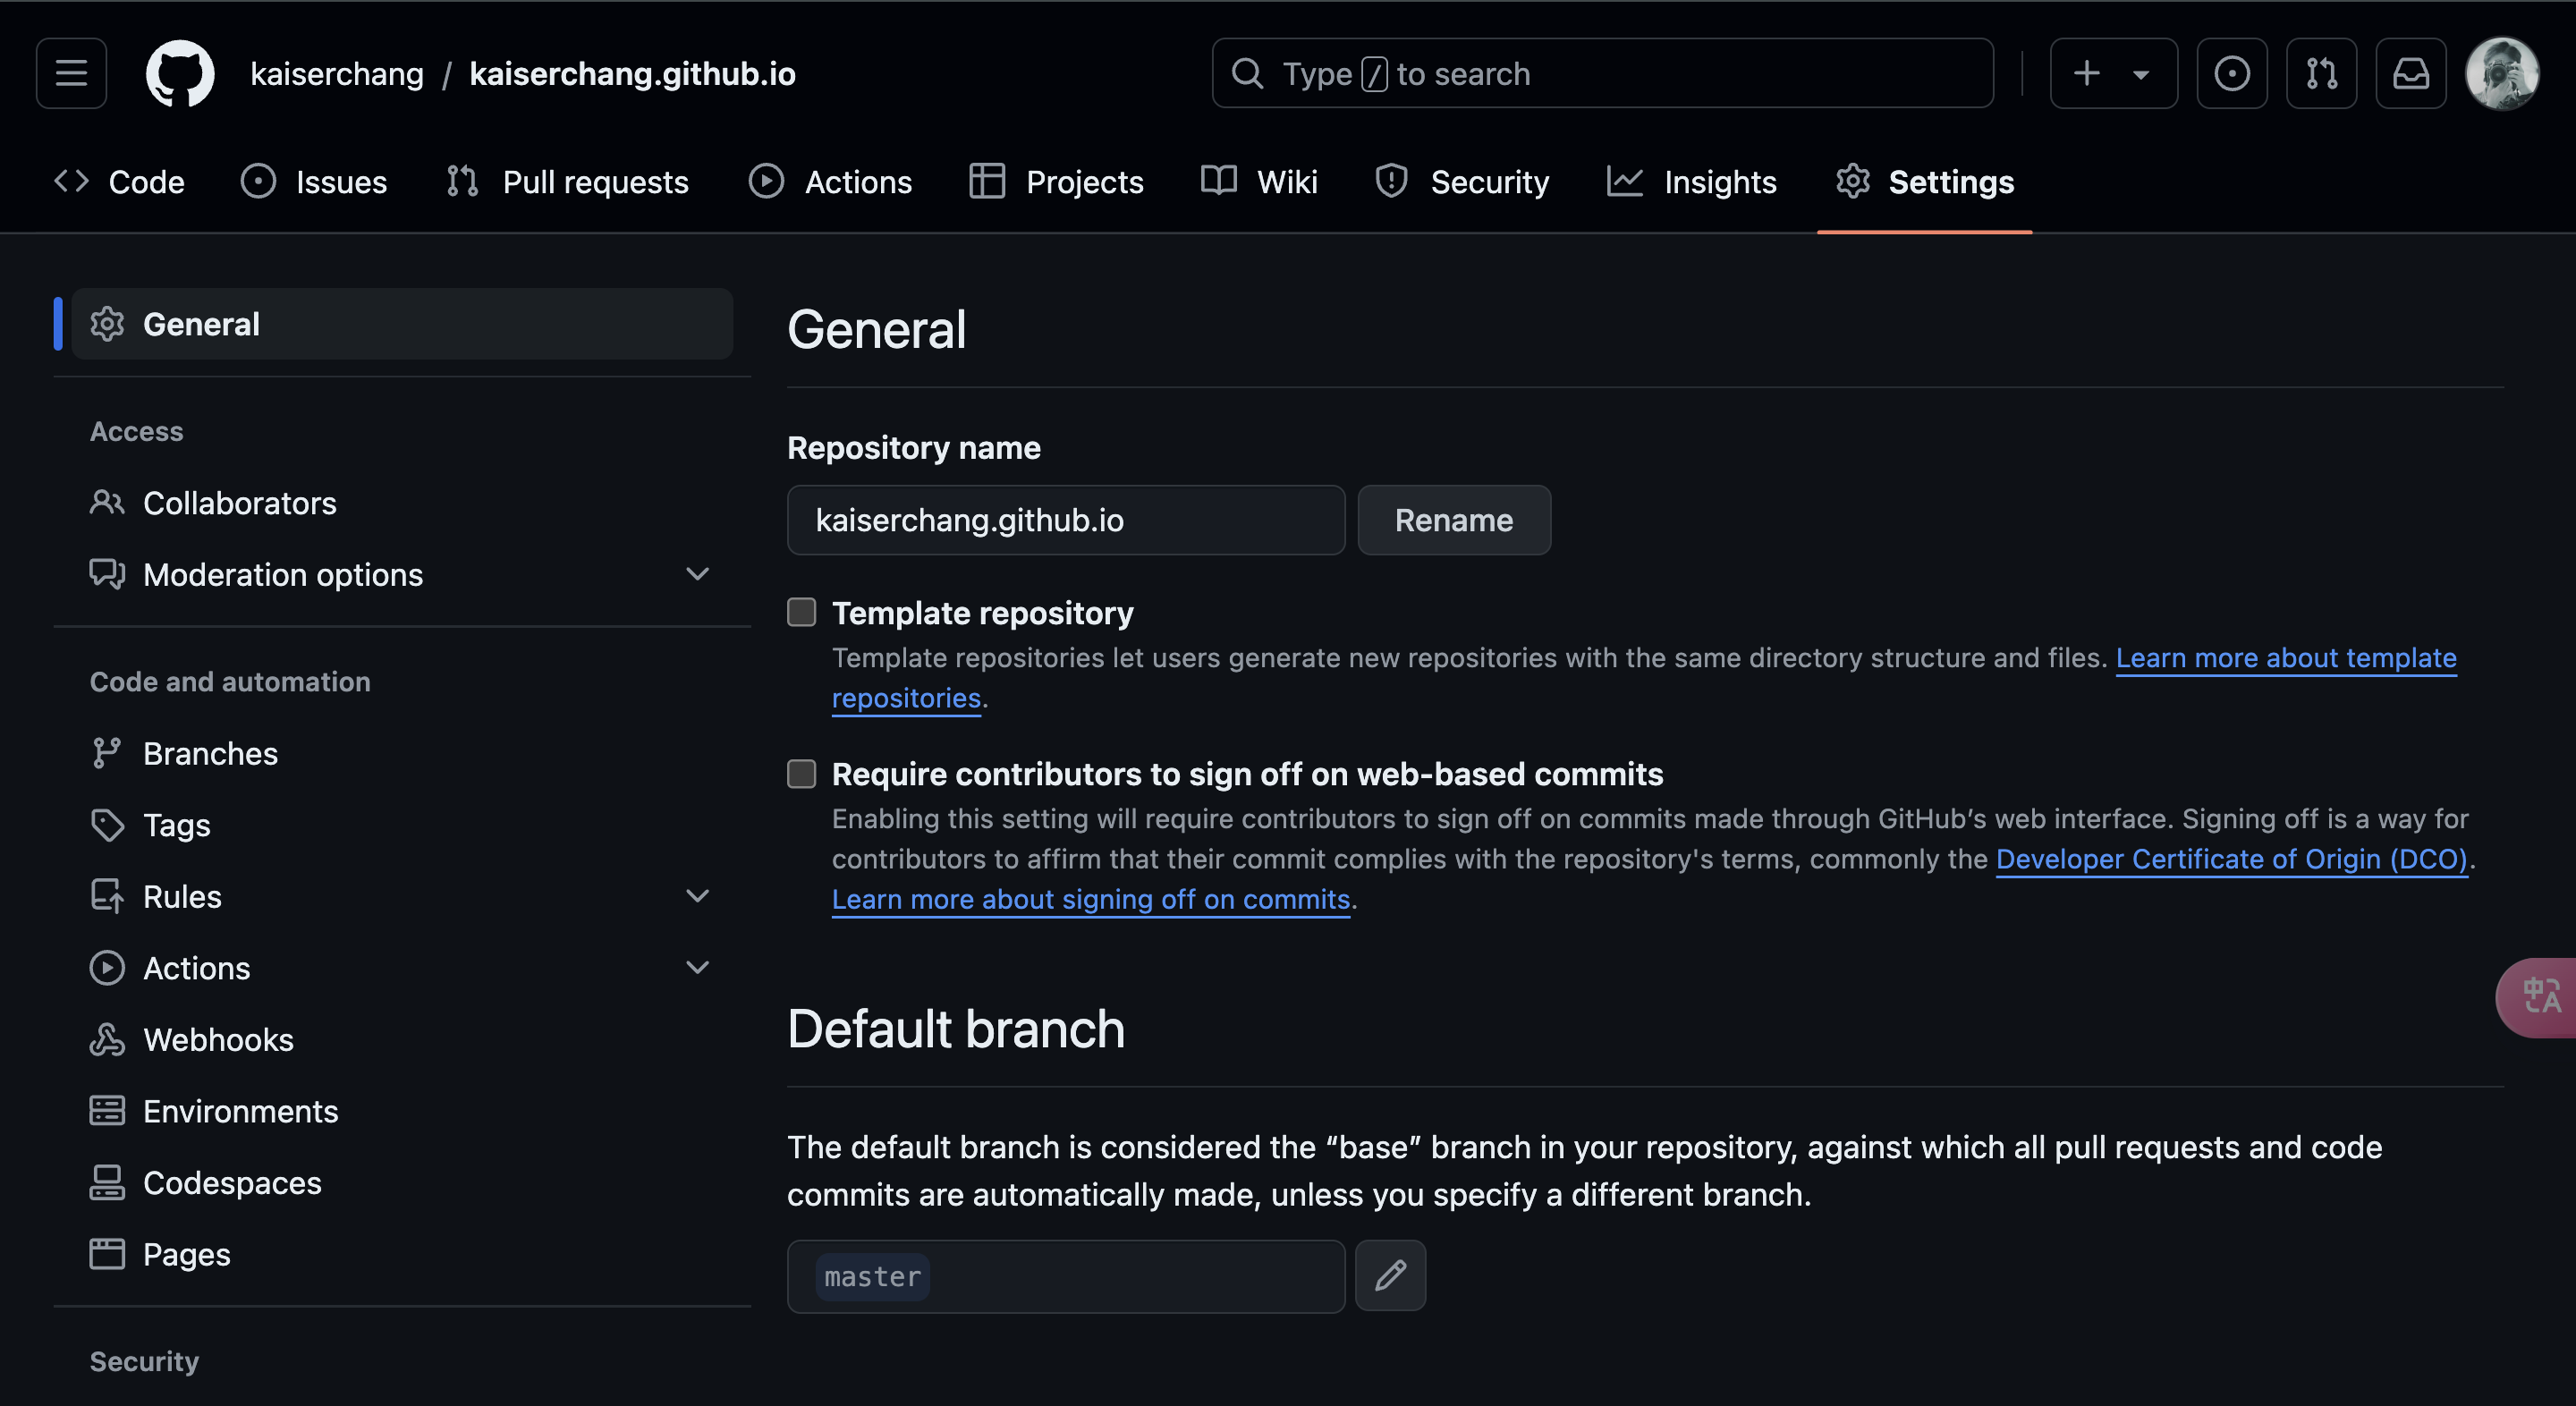 kaiserchang / kaiserchang.github.io
Type / to search
Code
Issues
Pull requests
Actions
Projects
Wiki
Security
Insights
Settings
General
Access
Collaborators
Moderation options
Code and automation
Branches
Tags
Rules
Actions
Webhooks
Environments
Codespaces
Pages
Security
General
Repository name
kaiserchang.github.io
Rename
Template repository
Template repositories let users generate new repositories with the same directory structure and files. Learn more about template
repositories.
Require contributors to sign off on web-based commits
Enabling this setting will require contributors to sign off on commits made through GitHub’s web interface. Signing off is a way for
contributors to affirm that their commit complies with the repository's terms, commonly the Developer Certificate of Origin (DCO).
Learn more about signing off on commits.
Default branch
The default branch is considered the “base” branch in your repository, against which all pull requests and code
commits are automatically made, unless you specify a different branch.
master
中 A